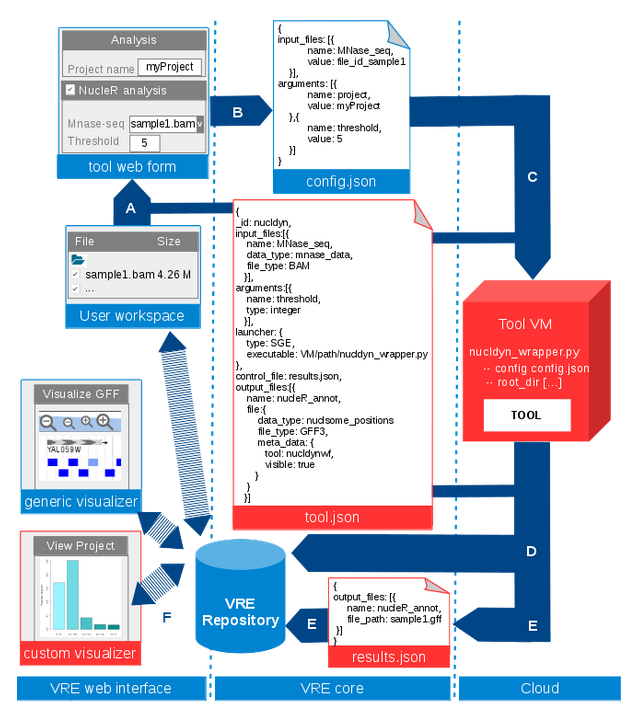 Analysis
Project name myProject
NucleR analysis
Mnase-seq sample1.bam
Threshold 5
tool web form
B
{
input_files: [{
name: MNase_seq,
value: file_id_sample1
}],
arguments: [{
name: project,
value: myProject
},{
name: threshold,
value: 5
}]
}
config.json
C
A
File Size
sample1.bam 4.26 M
...
User workspace
{
_id: nucldyn,
input_files:[{
name: MNase_seq,
data_type: mnase_data,
file_type: BAM
}],
arguments:[{
name: threshold,
type: integer
}],
launcher: {
type: SGE,
executable: VM/path/nucldyn_wrapper.py
},
control_file: results.json,
output_files:[{
name: nucleR_annot,
file:{
data_type: nuclsome_positions
file_type: GFF3,
meta_data: {
tool: nucldynwf,
visible: true
}
}
}]
tool.json
Tool VM
nucldyn_wrapper.py
-- config config.json
-- root_dir [...]
TOOL
Visualize GFF
YAL059W
generic visualizer
View Project
custom visualizer
F
VRE
Repository
D
E
{
output_files: [{
name: nucleR_annot,
file_path: sample1.gff
}]
}
results.json
E
VRE web interface
VRE core
Cloud